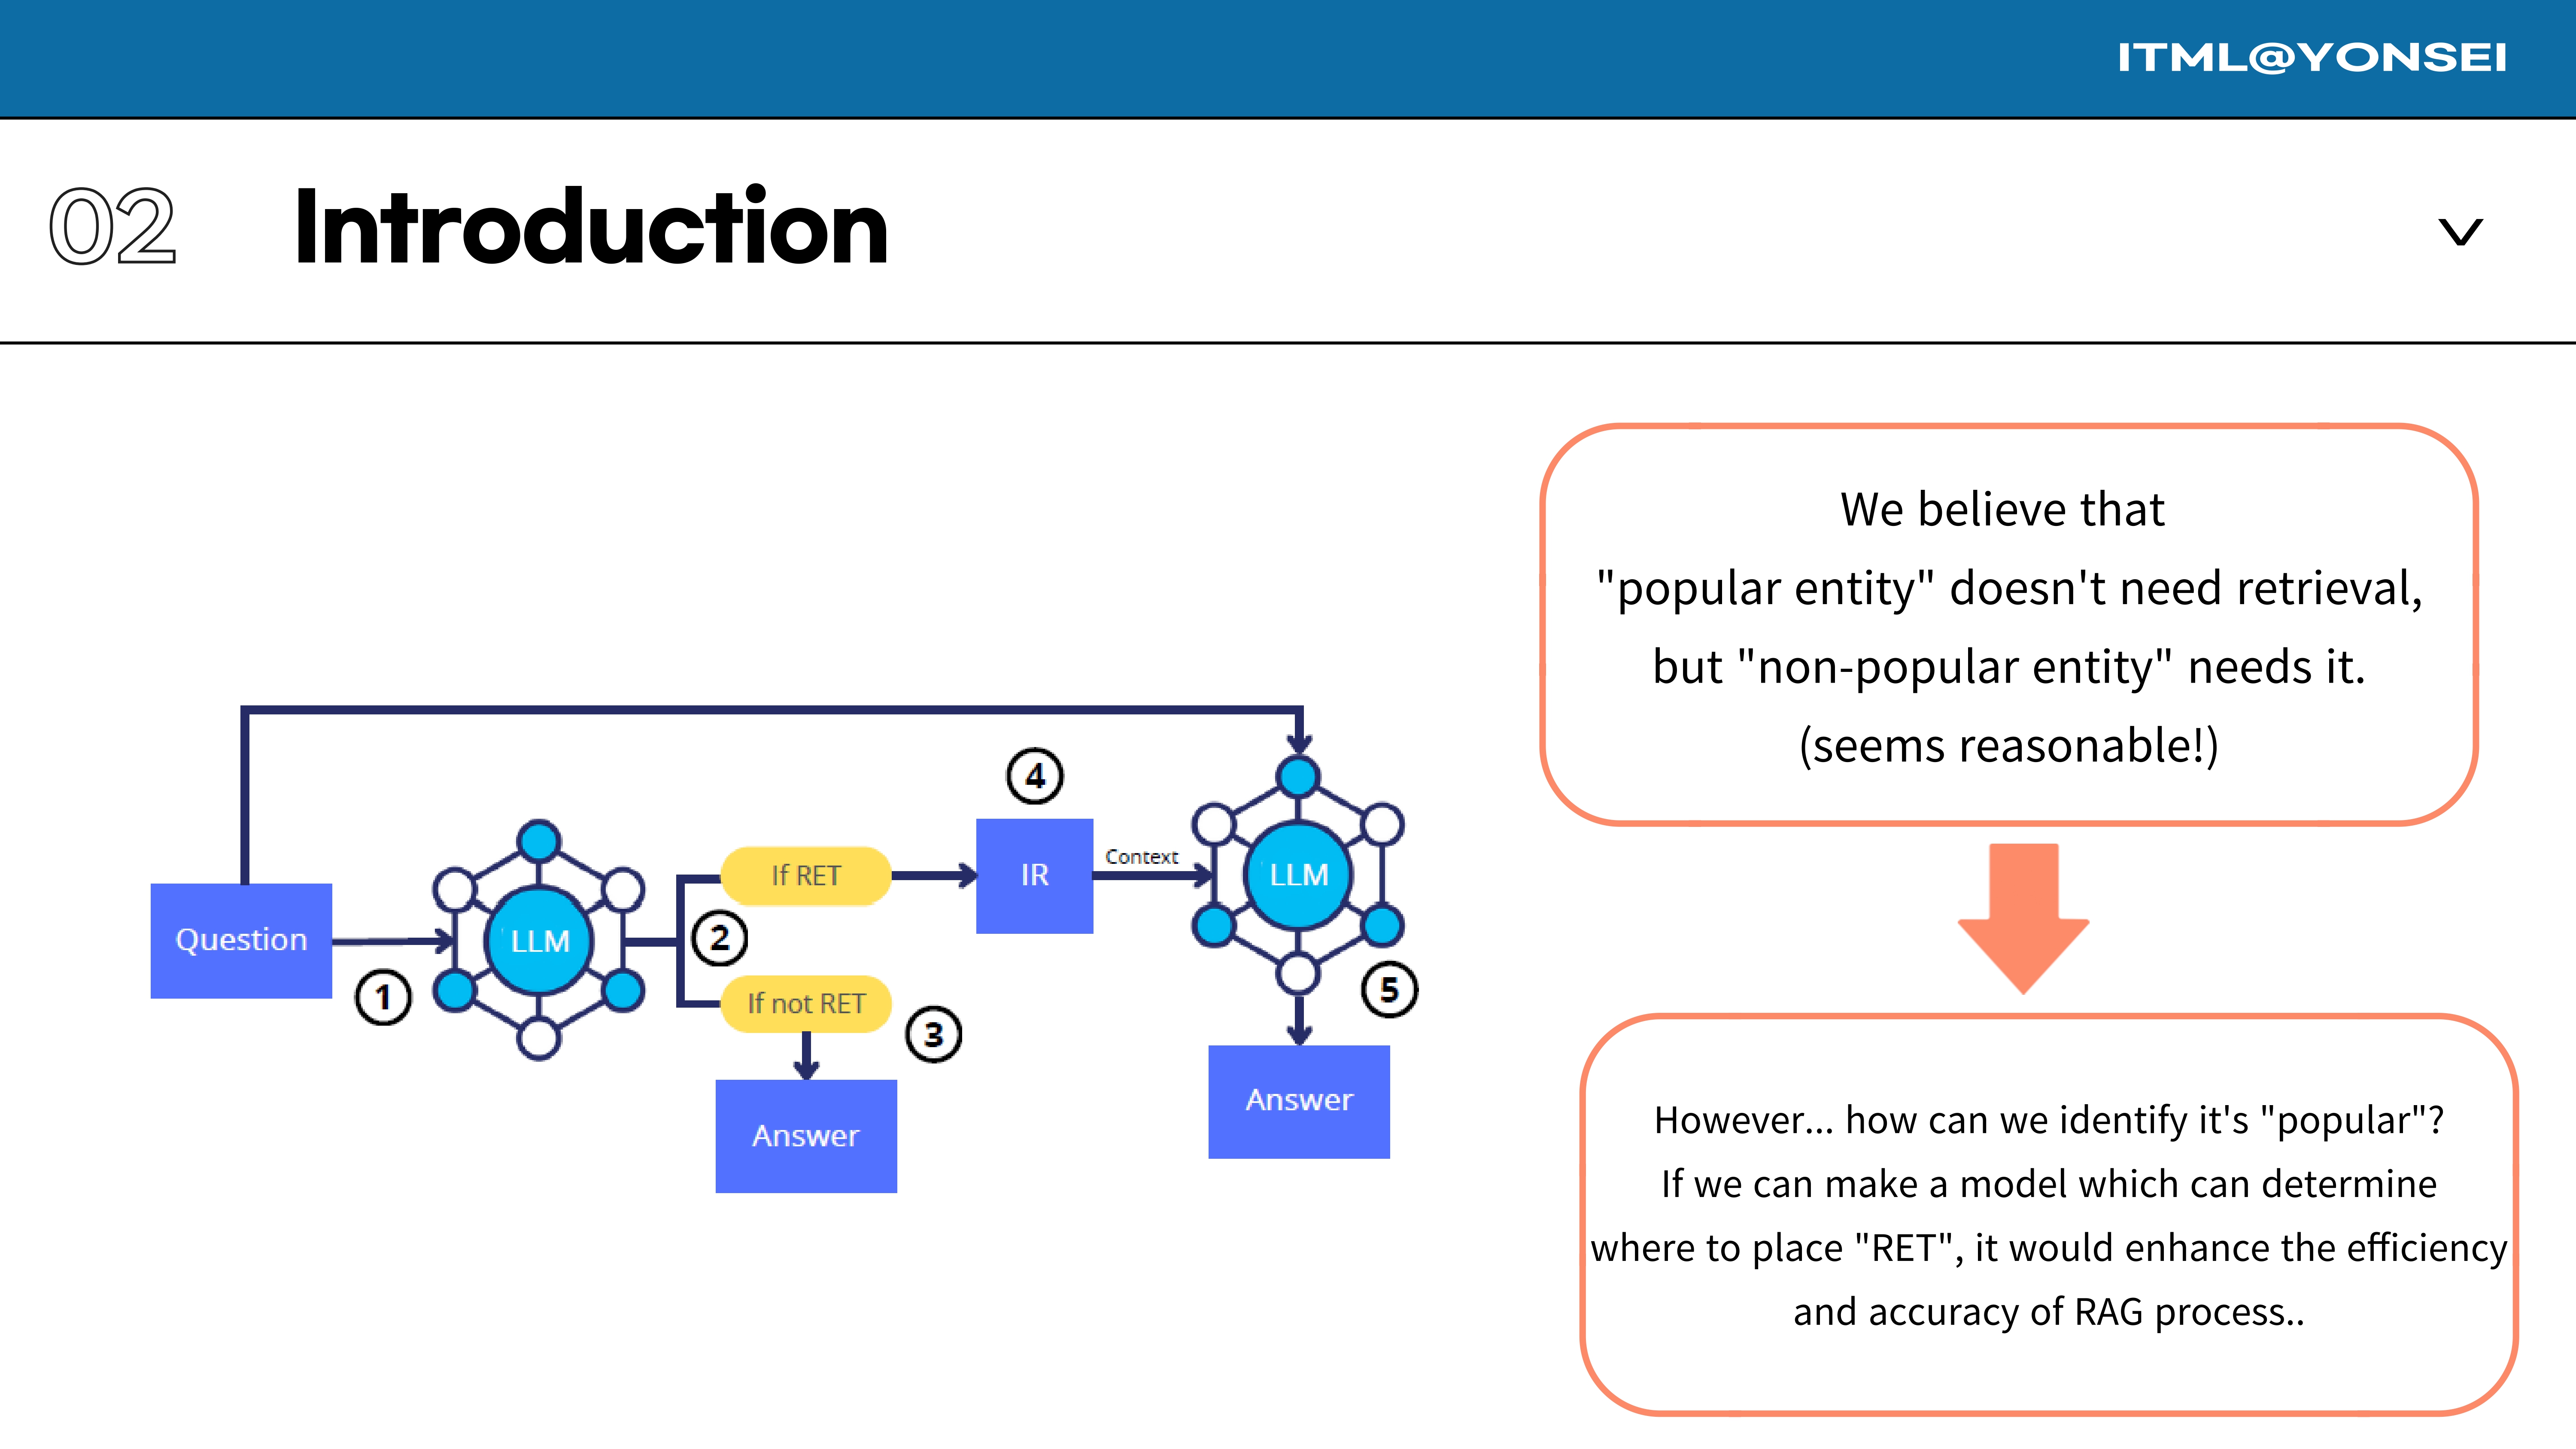 ITML@YONSEI
02
Introduction
We believe that
"popular entity" doesn't need retrieval,
but "non-popular entity" needs it.
(seems reasonable!)
4
If RET
IR
Context
LLM
Question
LLM
2
1
If not RET
3
5
Answer
Answer
However... how can we identify it's "popular"?
If we can make a model which can determine
where to place "RET", it would enhance the efficiency
and accuracy of RAG process..